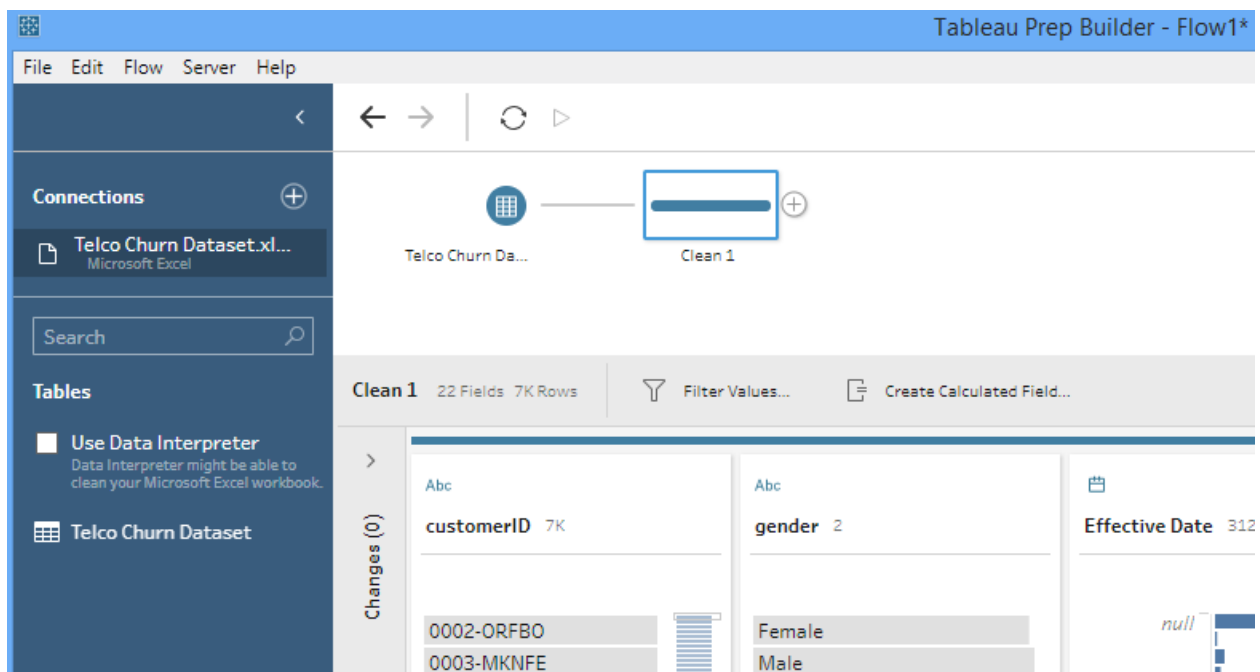 Tableau Prep Builder - Flow1*
File Edit Flow Server Help
Connections
Telco Churn Dataset.xl...
Microsoft Excel
Telco Churn Da...
Clean 1
Search
Tables
Clean 1 22 Fields 7K Rows Filter Values... Create Calculated Field...
Use Data Interpreter
Data Interpreter might be able to
clean your Microsoft Excel workbook.
Telco Churn Dataset
Changes (0)
Abc
customerID 7K
0002-ORFBO
0003-MKNFE
Abc
gender 2
Female
Male
Effective Date 312
null